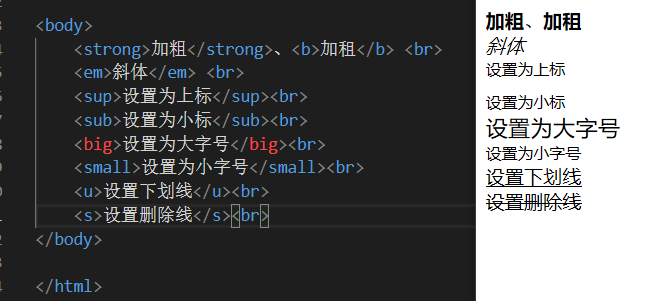 <body>
<strong>加粗</strong>、<b>加租</b> <br>
<em>斜体</em> <br>
<sup>设置为上标</sup><br>
<sub>设置为小标</sub><br>
<big>设置为大字号</big><br>
<small>设置为小字号</small><br>
<u>设置下划线</u><br>
<s>设置删除线</s><br>
</body>
</html>
加粗、加租
斜体
设置为上标
设置为小标
设置为大字号
设置为小字号
设置下划线
设置删除线